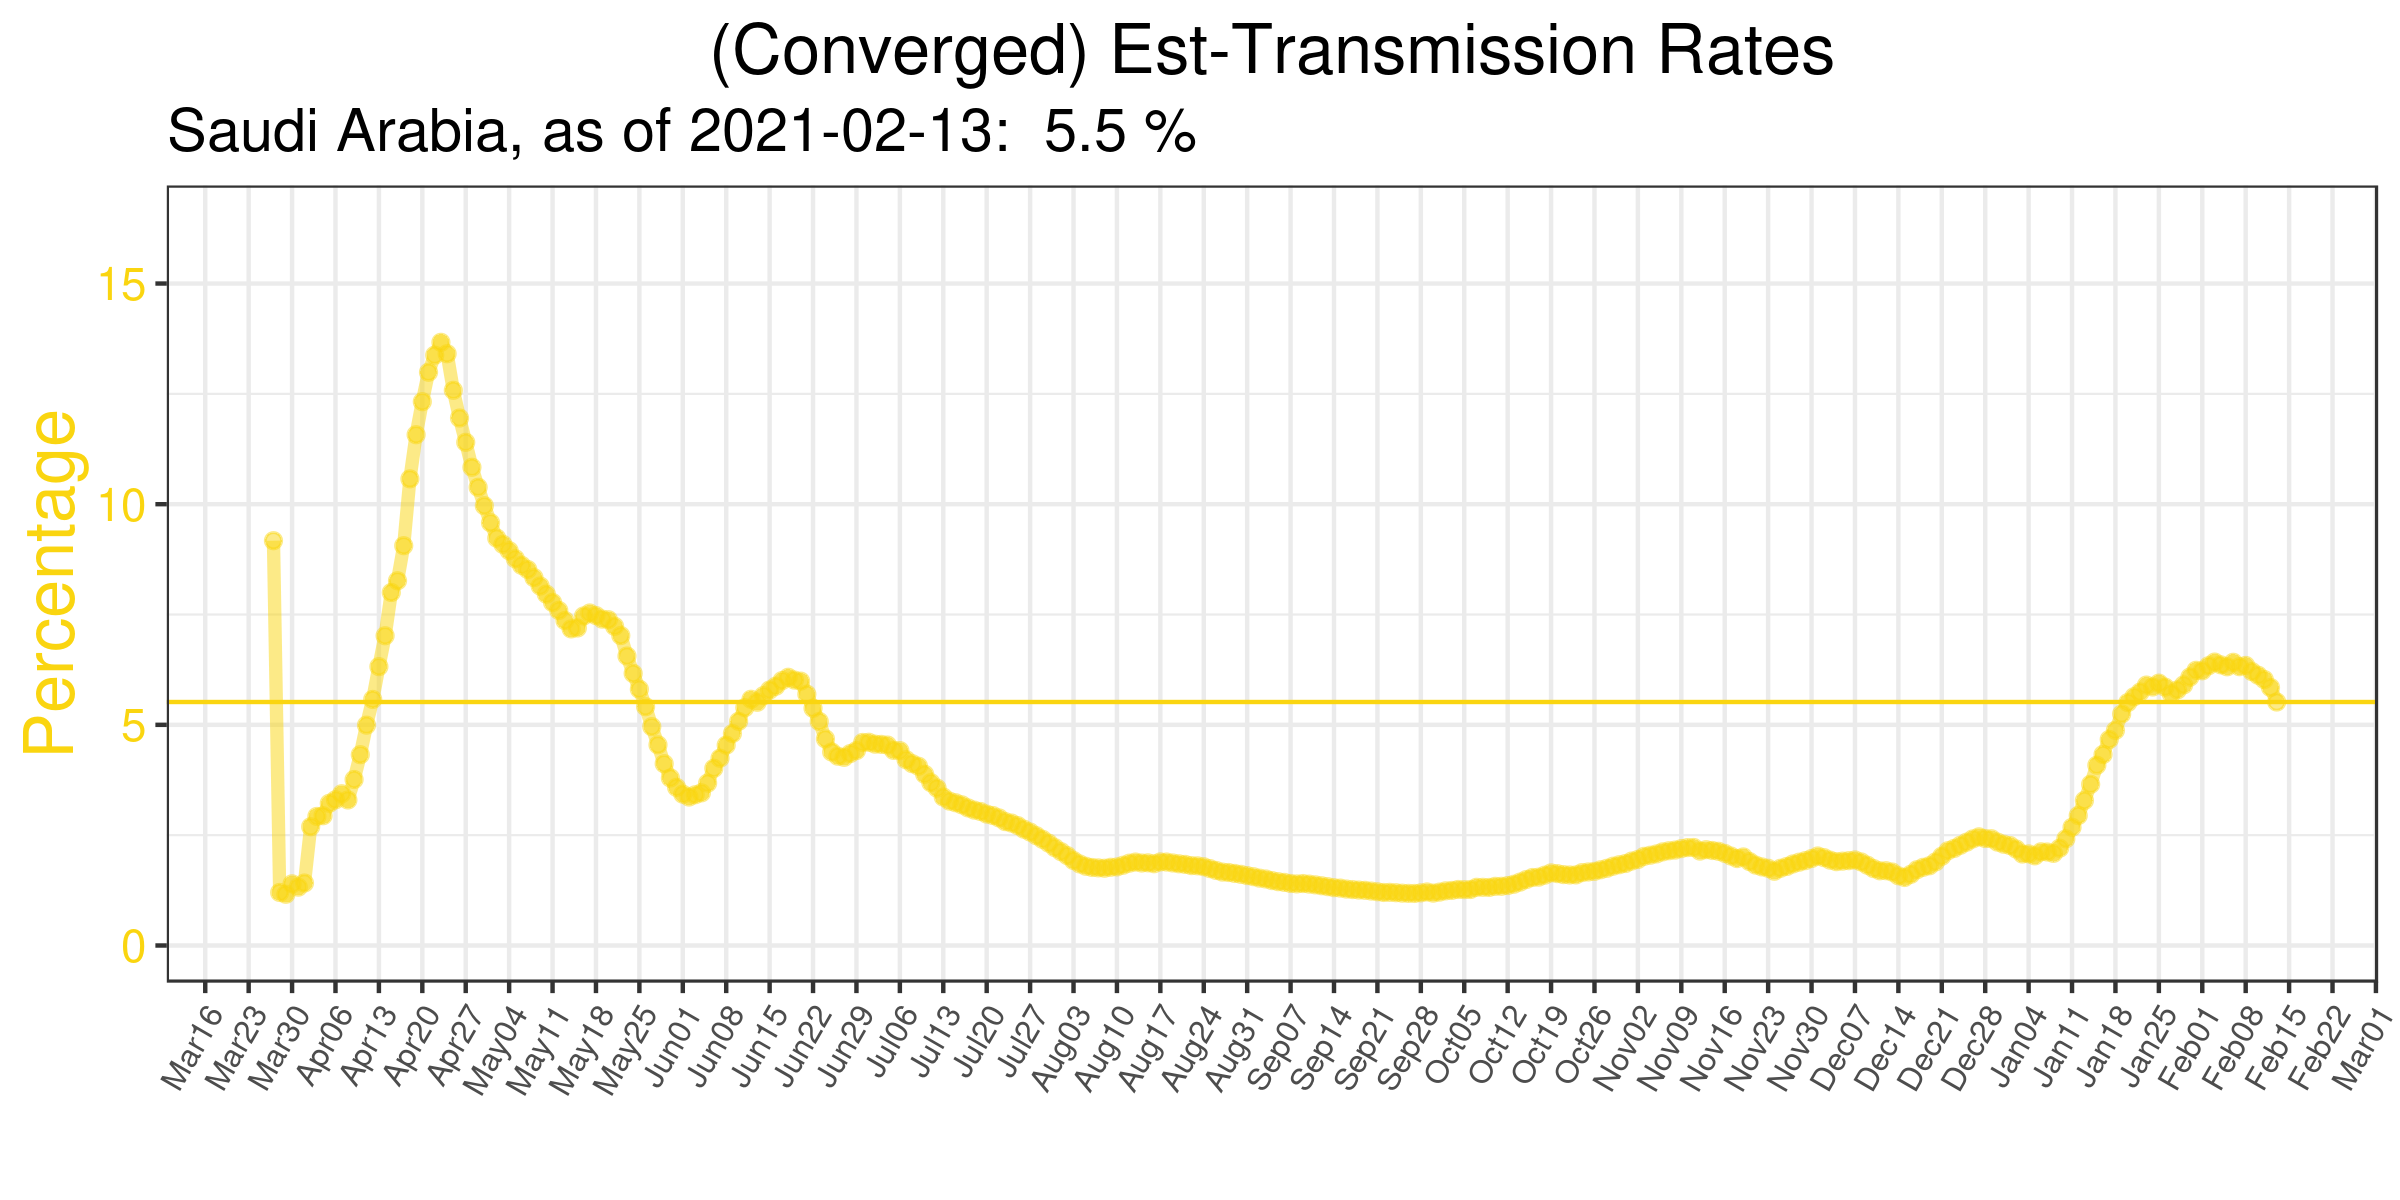 (Converged) Est-Transmission Rates
Saudi Arabia, as of 2021-02-13:  5.5 %
Percentage
15
10
5
0
Mar16
Mar23
Mar30
Apr06
Apr13
Apr20
Apr27
May04
May11
May18
May25
Jun01
Jun08
Jun15
Jun22
Jun29
Jul06
Jul13
Jul20
Jul27
Aug03
Aug10
Aug17
Aug24
Aug31
Sep07
Sep14
Sep21
Sep28
Oct05
Oct12
Oct19
Oct26
Nov02
Nov09
Nov16
Nov23
Nov30
Dec07
Dec14
Dec21
Dec28
Jan04
Jan11
Jan18
Jan25
Feb01
Feb08
Feb15
Feb22
Mar01